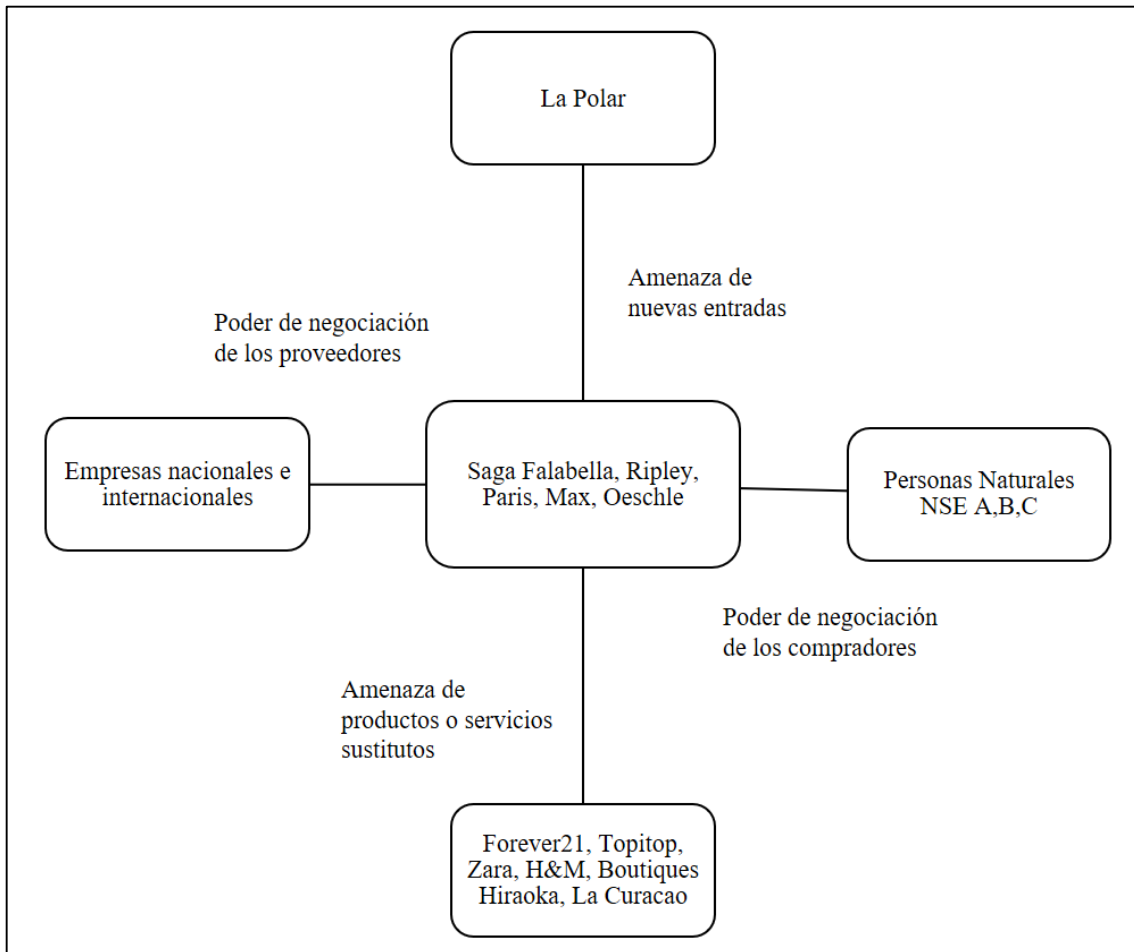 La Polar
Amenaza de
nuevas entradas
Poder de negociación
de los proveedores
Empresas nacionales e
internacionales
Saga Falabella, Ripley,
Paris, Max, Oeschle
Personas Naturales
NSE A,B,C
Poder de negociación
de los compradores
Amenaza de
productos o servicios
sustitutos
Forever21, Topitop,
Zara, H&M, Boutiques
Hiraoka, La Curacao